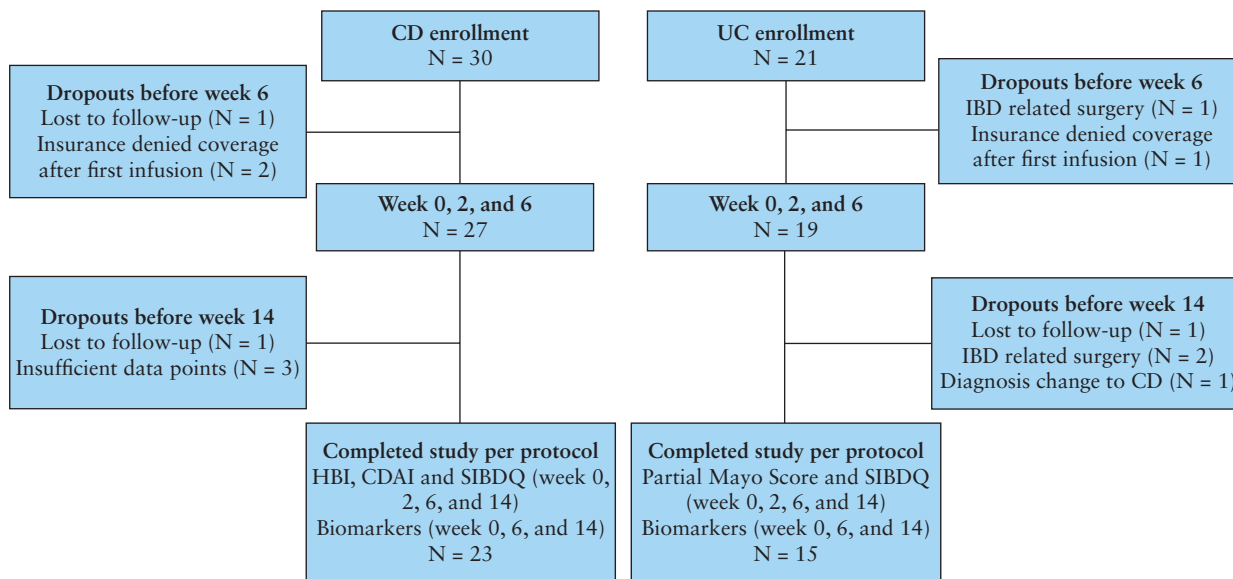 CD enrollment
N = 30
UC enrollment
N = 21
Dropouts before week 6
Lost to follow-up (N = 1)
Insurance denied coverage
after first infusion (N = 2)
Dropouts before week 6
IBD related surgery (N = 1)
Insurance denied coverage
after first infusion (N = 1)
Week 0, 2, and 6
N = 27
Week 0, 2, and 6
N = 19
Dropouts before week 14
Lost to follow-up (N = 1)
Insufficient data points (N = 3)
Dropouts before week 14
Lost to follow-up (N = 1)
IBD related surgery (N = 2)
Diagnosis change to CD (N = 1)
Completed study per protocol
HBI, CDAI and SIBDQ (week 0,
2, 6, and 14)
Biomarkers (week 0, 6, and 14)
N = 23
Completed study per protocol
Partial Mayo Score and SIBDQ
(week 0, 2, 6, and 14)
Biomarkers (week 0, 6, and 14)
N = 15